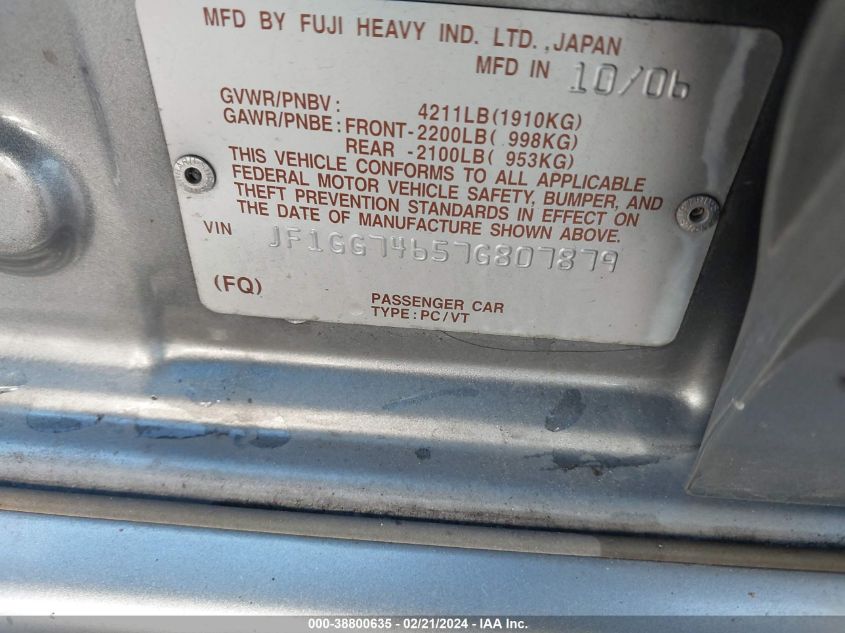 MFD BY FUJI HEAVY IND. LTD.,JAPAN
MFD IN 10/06
GVWR/PNBV: 4211LB(1910KG)
GAWR/PNBE: FRONT-2200LB( 998KG)
REAR -2100LB( 953KG)
THIS VEHICLE CONFORMS TO ALL APPLICABLE
FEDERAL MOTOR VEHICLE SAFETY, BUMPER, AND
THEFT PREVENTION STANDARDS IN EFFECT ON
THE DATE OF MANUFACTURE SHOWN ABOVE.
VIN JF1GG74657G807879
(FQ)
PASSENGER CAR
TYPE:PC/VT
000-38800635 - 02/21/2024 - IAA Inc.